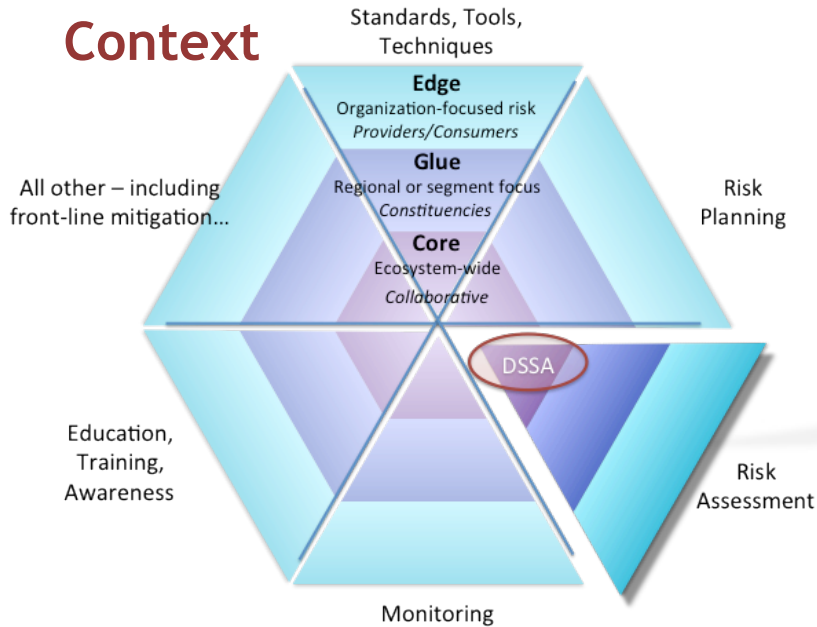 Context
Standards, Tools,
Techniques
Edge
Organization-focused risk
Providers/Consumers
Glue
Regional or segment focus
Constituencies
Core
Ecosystem-wide
Collaborative
All other – including
front-line mitigation…
Risk
Planning
DSSA
Education,
Training,
Awareness
Risk
Assessment
Monitoring